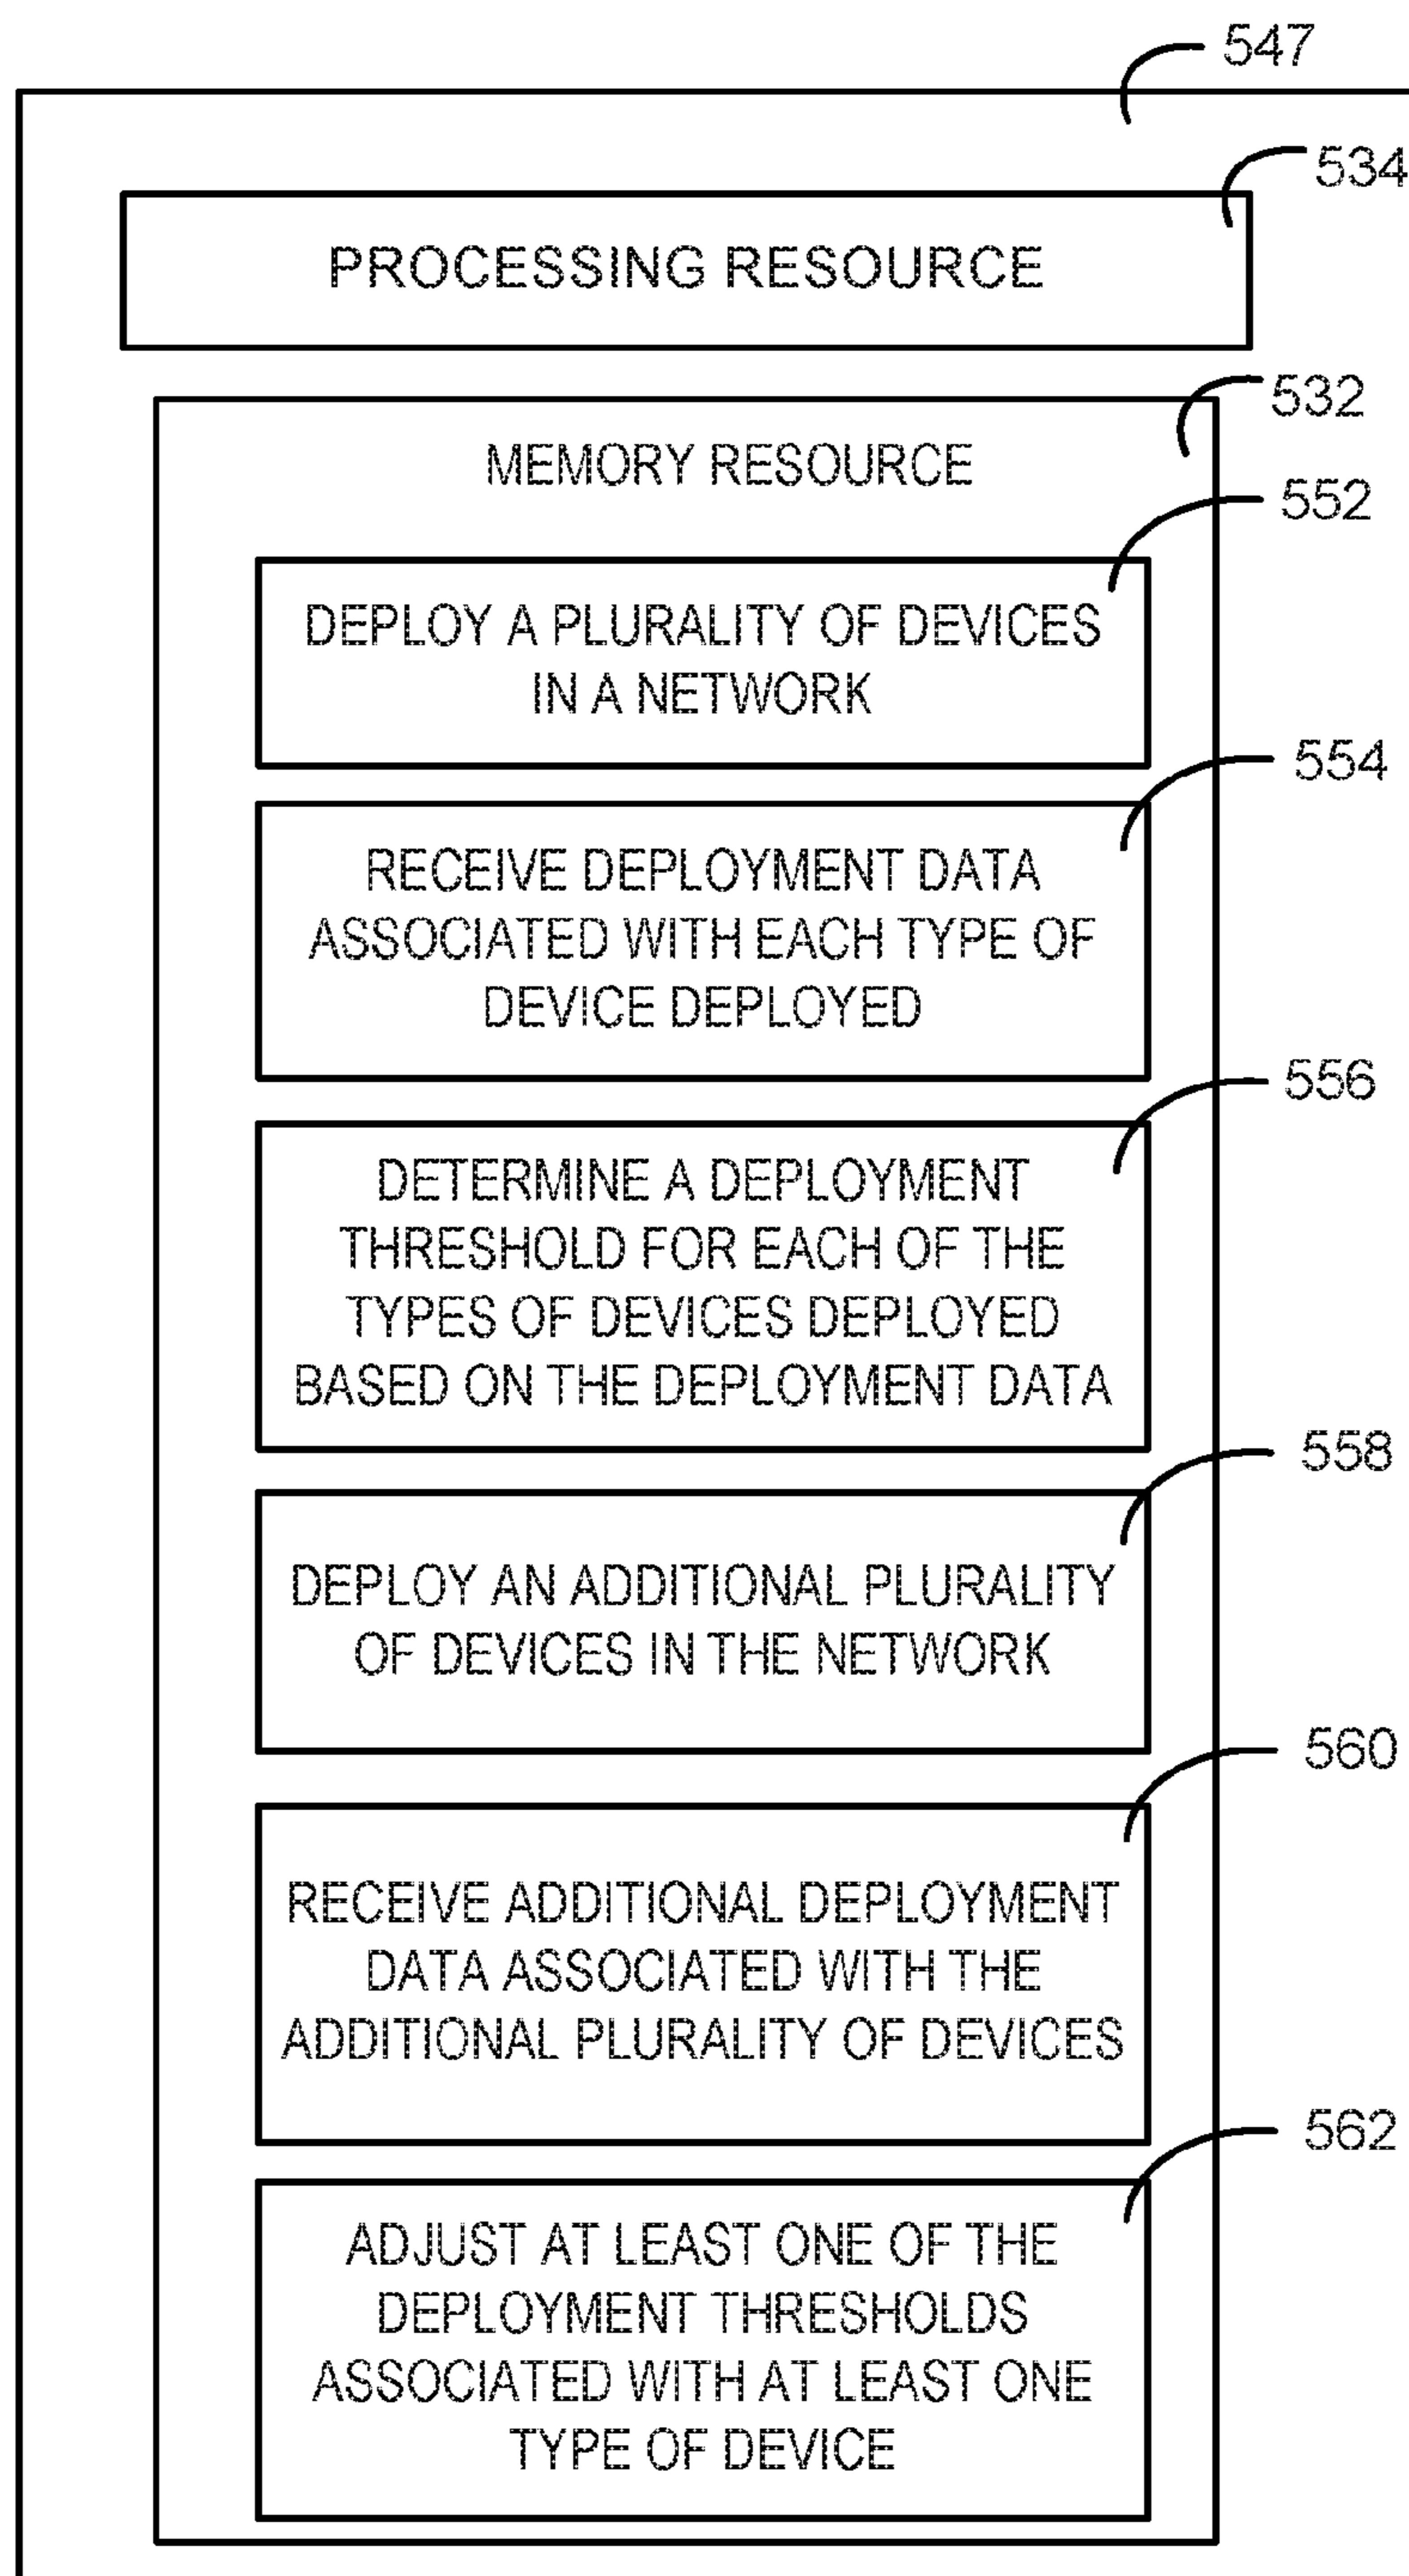 547
534
PROCESSING RESOURCE
532
MEMORY RESOURCE
552
DEPLOY A PLURALITY OF DEVICES
IN A NETWORK
554
RECEIVE DEPLOYMENT DATA
ASSOCIATED WITH EACH TYPE OF
DEVICE DEPLOYED
556
DETERMINE A DEPLOYMENT
THRESHOLD FOR EACH OF THE
TYPES OF DEVICES DEPLOYED
BASED ON THE DEPLOYMENT DATA
558
DEPLOY AN ADDITIONAL PLURALITY
OF DEVICES IN THE NETWORK
560
RECEIVE ADDITIONAL DEPLOYMENT
DATA ASSOCIATED WITH THE
ADDITIONAL PLURALITY OF DEVICES
562
ADJUST AT LEAST ONE OF THE
DEPLOYMENT THRESHOLDS
ASSOCIATED WITH AT LEAST ONE
TYPE OF DEVICE